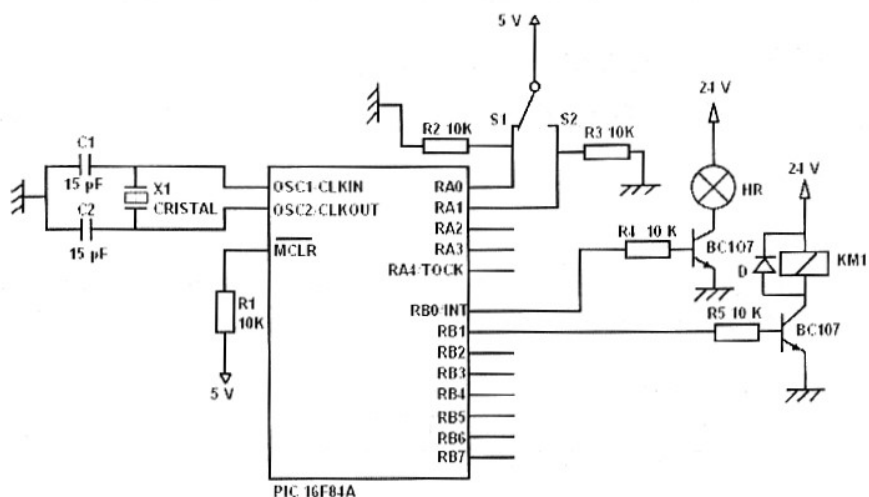 5 V
24 V
S1
S2
R2 10K
R3 10K
C1
15 pF
X1
CRISTAL
C2
15 pF
OSC1/CLKIN
OSC2/CLKOUT
MCLR
RA0
RA1
RA2
RA3
RA4/TOCK
RB0/INT
RB1
RB2
RB3
RB4
RB5
RB6
RB7
R1
10K
5 V
HR
24 V
R4 10 K
BC107
D
KM1
R5 10 K
BC107
PIC 16F84A